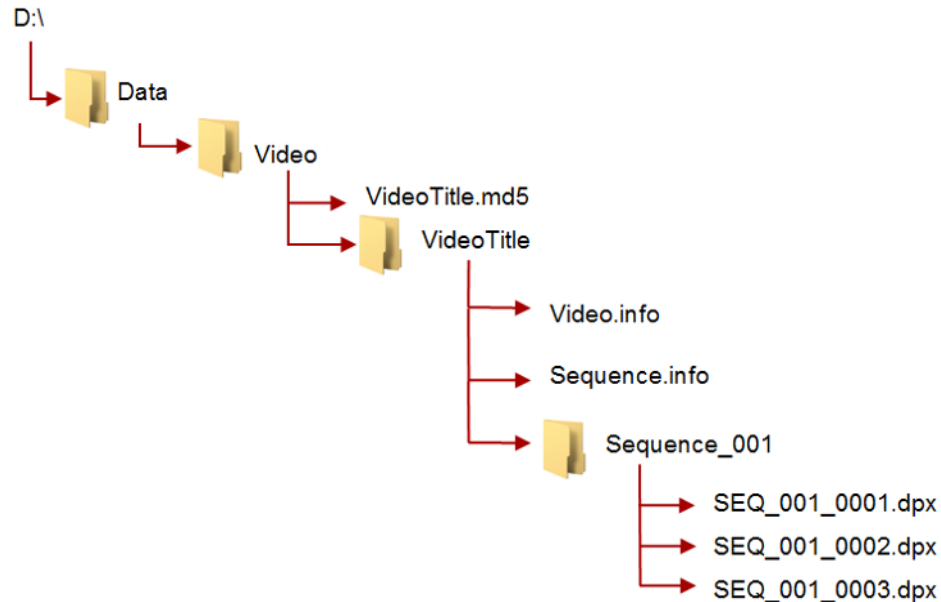 D:\
Data
Video
VideoTitle.md5
VideoTitle
Video.info
Sequence.info
Sequence_001
SEQ_001_0001.dpx
SEQ_001_0002.dpx
SEQ_001_0003.dpx